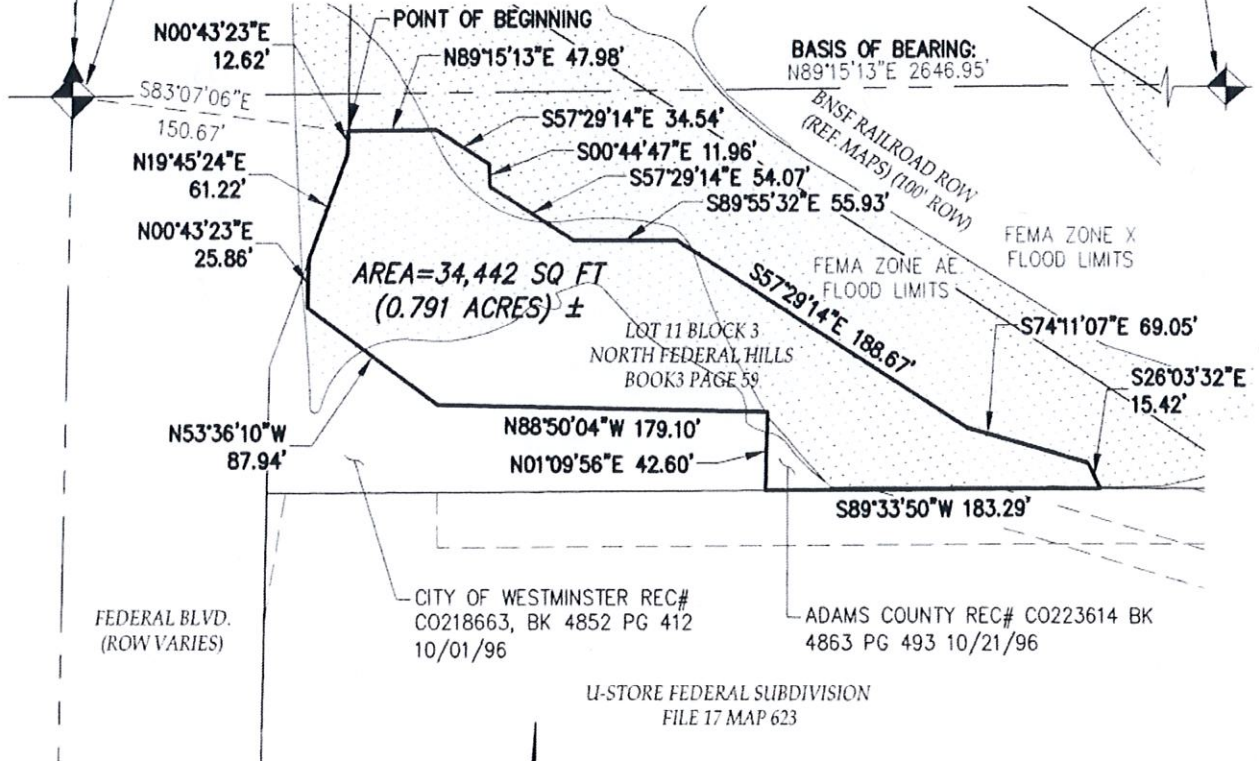 POINT OF BEGINNING
N00°43'23"E
12.62'
N89°15'13"E 47.98'
BASIS OF BEARING:
N89°15'13"E 2646.95'
S83°07'06"E
150.67'
S57°29'14"E 34.54'
BNSF RAILROAD ROW
(REF. MAPS) (100' ROW)
S00°44'47"E 11.96'
N19°45'24"E
61.22'
S57°29'14"E 54.07'
S89°55'32"E 55.93'
N00°43'23"E
25.86'
FEMA ZONE X
FLOOD LIMITS
AREA=34,442 SQ FT
(0.791 ACRES) ±
FEMA ZONE AE
FLOOD LIMITS
S57°29'14"E 188.67'
LOT 11 BLOCK 3
NORTH FEDERAL HILLS
BOOK3 PAGE 59
S74°11'07"E 69.05'
S26°03'32"E
15.42'
N53°36'10"W
87.94'
N88°50'04"W 179.10'
N01°09'56"E 42.60'
S89°33'50"W 183.29'
CITY OF WESTMINSTER REC#
CO218663, BK 4852 PG 412
10/01/96
FEDERAL BLVD.
(ROW VARIES)
ADAMS COUNTY REC# CO223614 BK
4863 PG 493 10/21/96
U-STORE FEDERAL SUBDIVISION
FILE 17 MAP 623